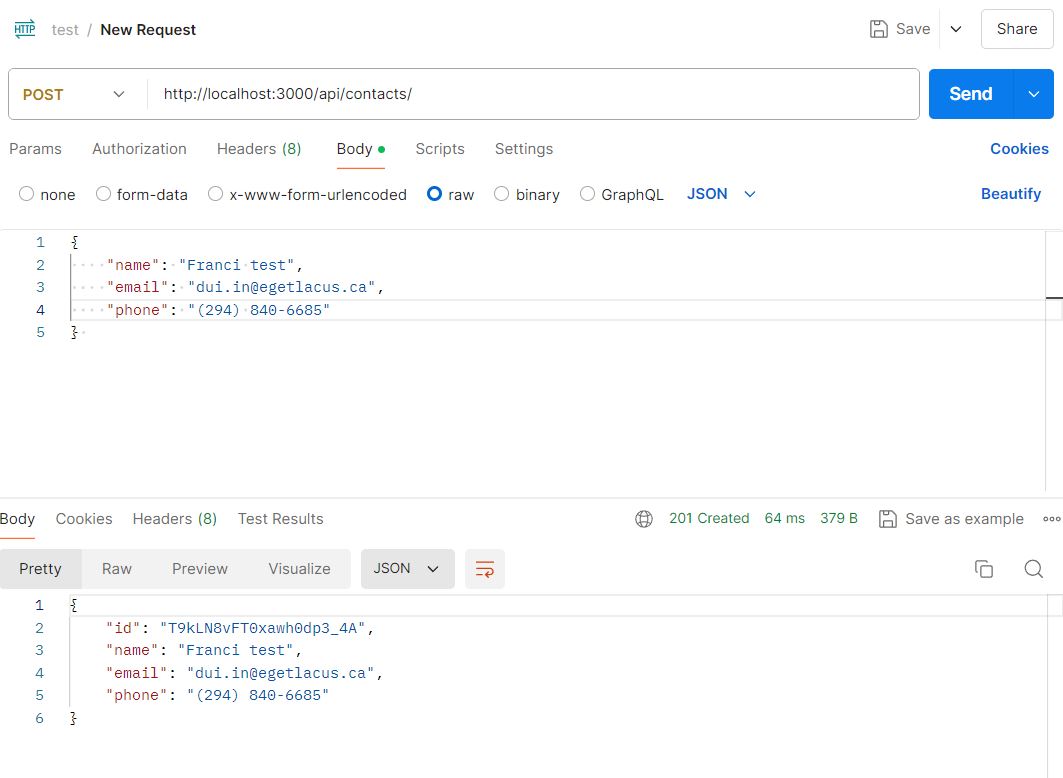 HTTP test / New Request Save Share
POST http://localhost:3000/api/contacts/ Send
Params Authorization Headers (8) Body Scripts Settings Cookies
none form-data x-www-form-urlencoded raw binary GraphQL JSON Beautify
1 {
2 "name": "Franci test",
3 "email": "dui.in@egetlacus.ca",
4 "phone": "(294) 840-6685"
5 }
Body Cookies Headers (8) Test Results 201 Created 64 ms 379 B Save as example
Pretty Raw Preview Visualize JSON
1 {
2 "id": "T9kLN8vFT0xawh0dp3_4A",
3 "name": "Franci test",
4 "email": "dui.in@egetlacus.ca",
5 "phone": "(294) 840-6685"
6 }